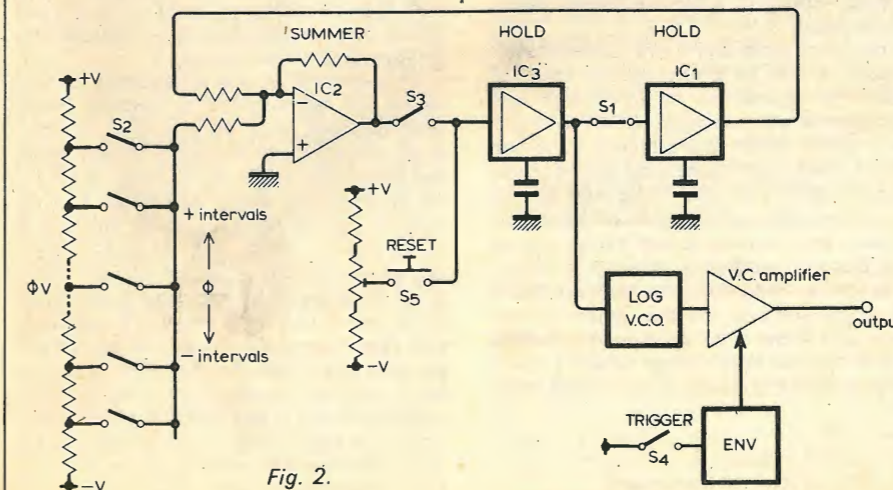 SUMMER
HOLD
HOLD
IC2
IC3
IC1
S3
S1
+V
S2
+ intervals
ΦV
Φ
- intervals
-V
+V
RESET
S5
-V
LOG
V.C.O.
V.C. amplifier
output
TRIGGER
S4
ENV
Fig. 2.